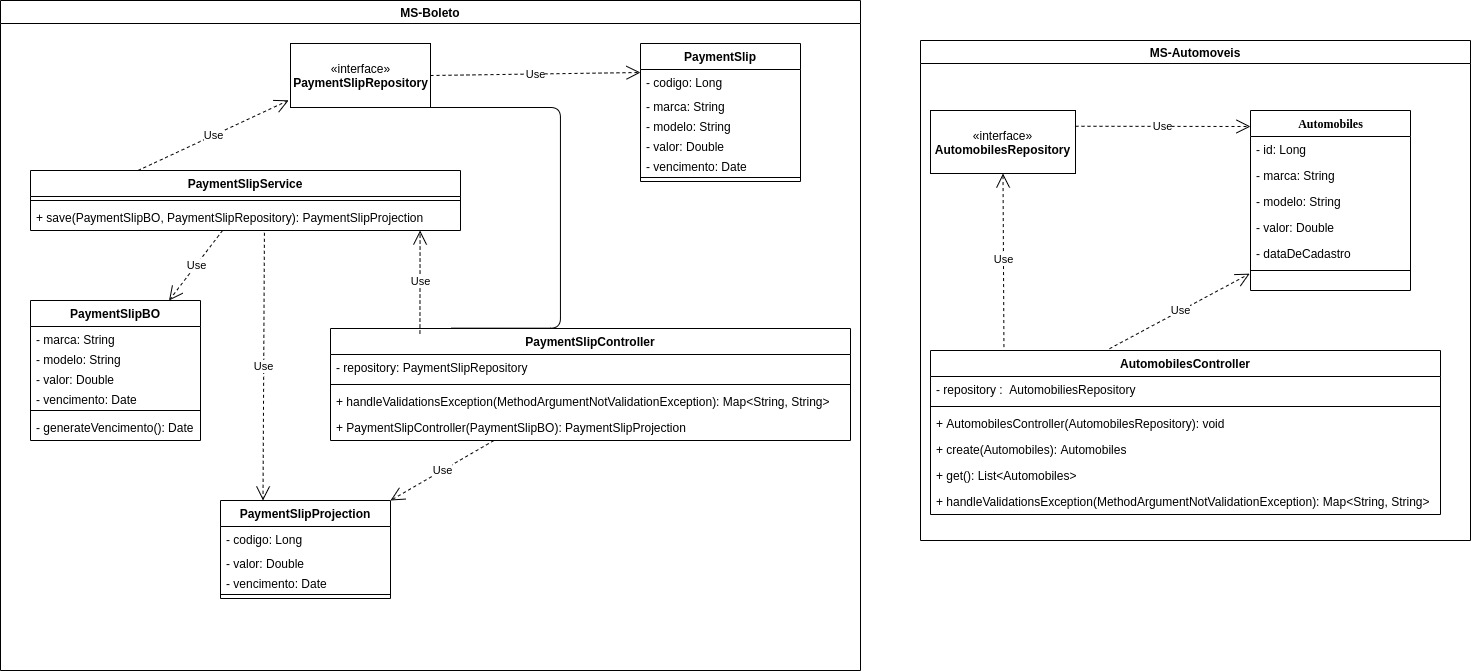 MS-Boleto
«interface»
PaymentSlipRepository
Use
PaymentSlip
- codigo: Long
- marca: String
- modelo: String
- valor: Double
- vencimento: Date
Use
PaymentSlipService
+ save(PaymentSlipBO, PaymentSlipRepository): PaymentSlipProjection
Use
Use
Use
PaymentSlipBO
- marca: String
- modelo: String
- valor: Double
- vencimento: Date
- generateVencimento(): Date
PaymentSlipController
- repository: PaymentSlipRepository
+ handleValidationsException(MethodArgumentNotValidationException): Map<String, String>
+ PaymentSlipController(PaymentSlipBO): PaymentSlipProjection
Use
PaymentSlipProjection
- codigo: Long
- valor: Double
- vencimento: Date
MS-Automoveis
«interface»
AutomobilesRepository
Use
Automobiles
- id: Long
- marca: String
- modelo: String
- valor: Double
- dataDeCadastro
Use
Use
AutomobilesController
- repository : AutomobiliesRepository
+ AutomobilesController(AutomobilesRepository): void
+ create(Automobiles): Automobiles
+ get(): List<Automobiles>
+ handleValidationsException(MethodArgumentNotValidationException): Map<String, String>